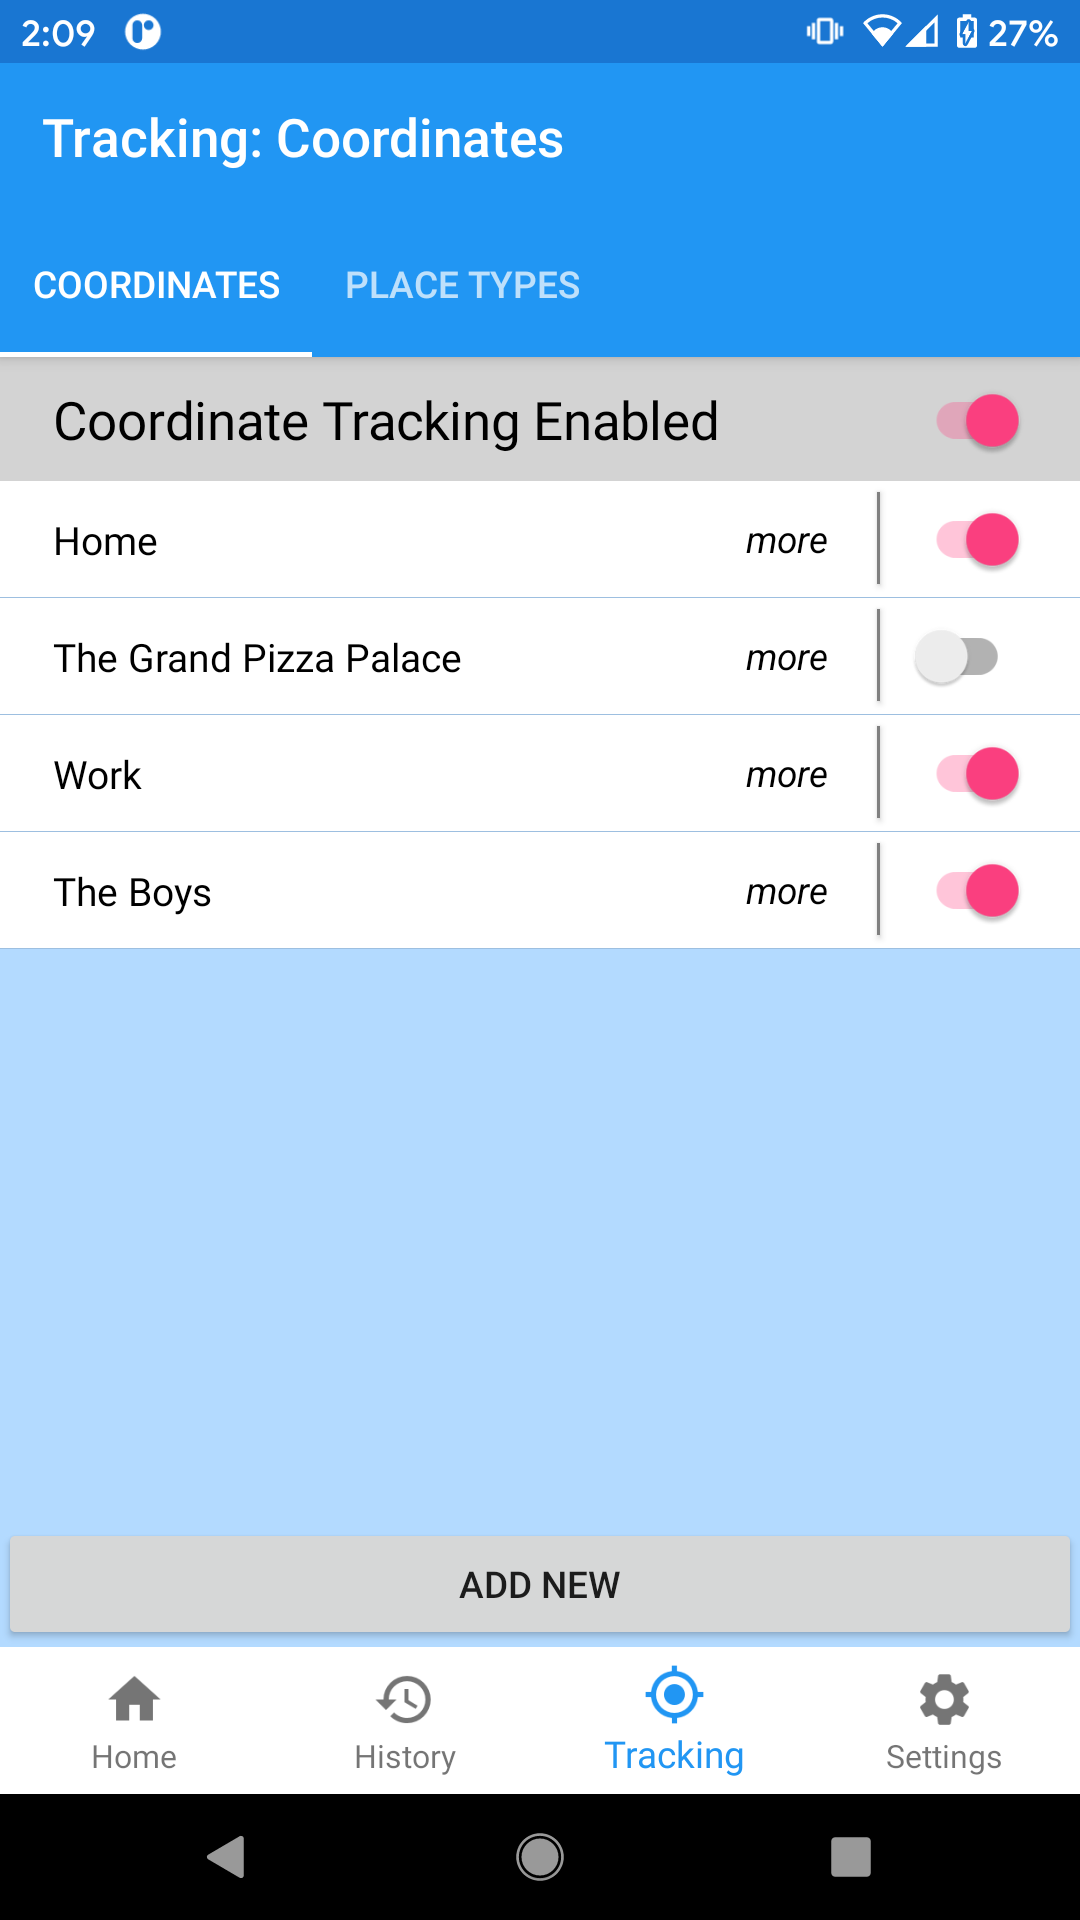 2:09 27%
Tracking: Coordinates
COORDINATES PLACE TYPES
Coordinate Tracking Enabled
Home more
The Grand Pizza Palace more
Work more
The Boys more
ADD NEW
Home History Tracking Settings